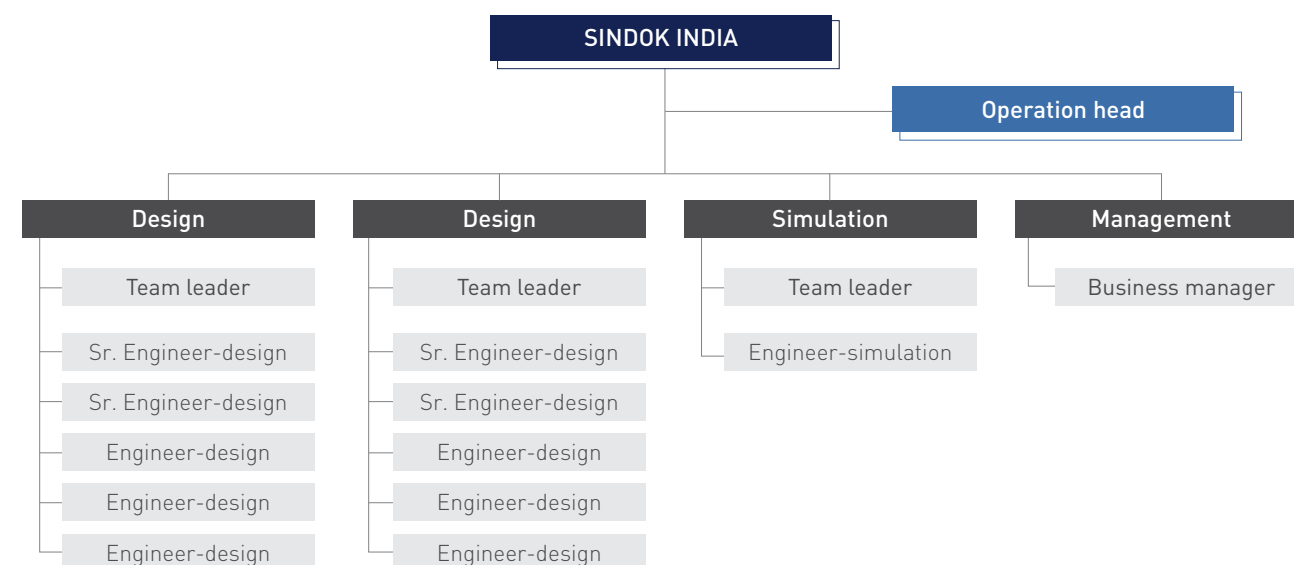 SINDOK INDIA
Operation head
Design
Team leader
Sr. Engineer-design
Sr. Engineer-design
Engineer-design
Engineer-design
Engineer-design
Design
Team leader
Sr. Engineer-design
Sr. Engineer-design
Engineer-design
Engineer-design
Engineer-design
Simulation
Team leader
Engineer-simulation
Management
Business manager